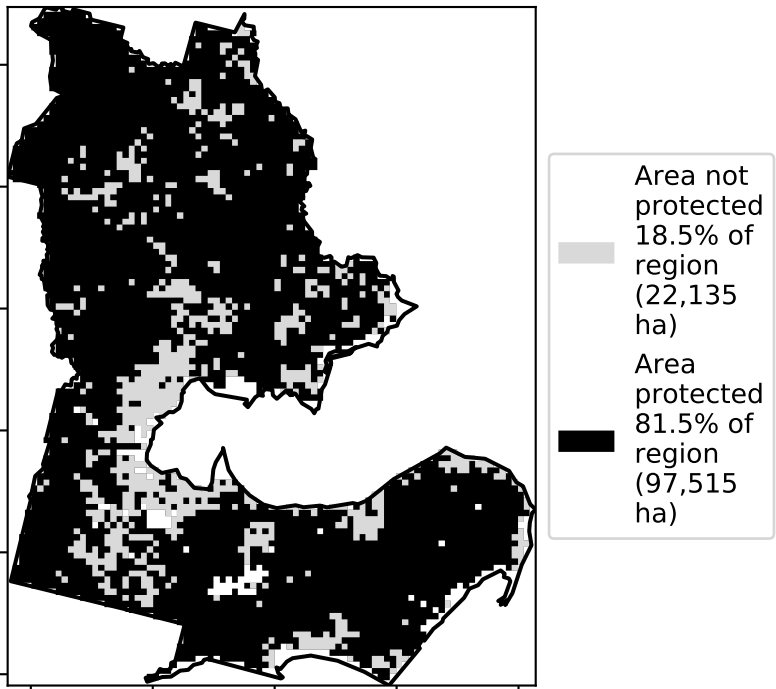 Area not
protected
18.5% of
region
(22,135
ha)
Area
protected
81.5% of
region
(97,515
ha)